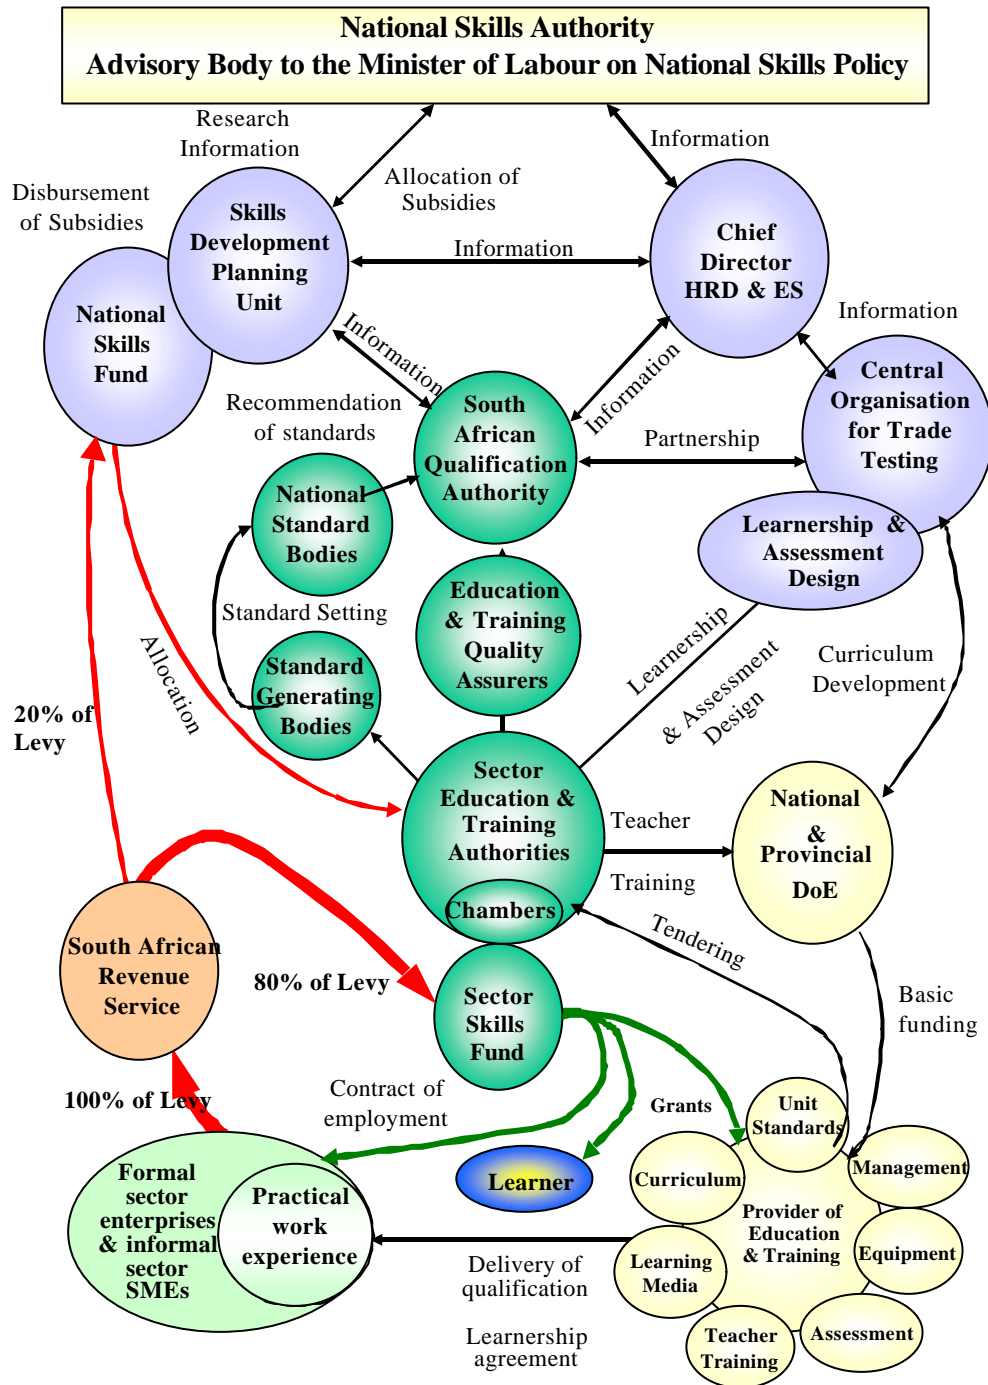 National Skills Authority
Advisory Body to the Minister of Labour on National Skills Policy
Research
Information
Information
Disbursement
of Subsidies
Allocation of
Subsidies
Skills
Development
Planning
Unit
Information
Chief
Director
HRD & ES
National
Skills
Fund
Information
Information
Information
Central
Organisation
for Trade
Testing
Recommendation
of standards
South
African
Qualification
Authority
Partnership
National
Standard
Bodies
Learnership &
Assessment
Design
Education
& Training
Quality
Assurers
Standard Setting
Standard
Generating
Bodies
Learnership
& Assessment
Design
Curriculum
Development
Allocation
20% of
Levy
Sector
Education &
Training
Authorities
Chambers
Teacher
Training
National
&
Provincial
DoE
Tendering
South African
Revenue
Service
80% of Levy
Sector
Skills
Fund
Basic
funding
100% of Levy
Contract of
employment
Grants
Unit
Standards
Management
Curriculum
Learner
Provider of
Education
& Training
Equipment
Formal
sector
enterprises
& informal
sector
SMEs
Practical
work
experience
Learning
Media
Delivery of
qualification
Learnership
agreement
Teacher
Training
Assessment